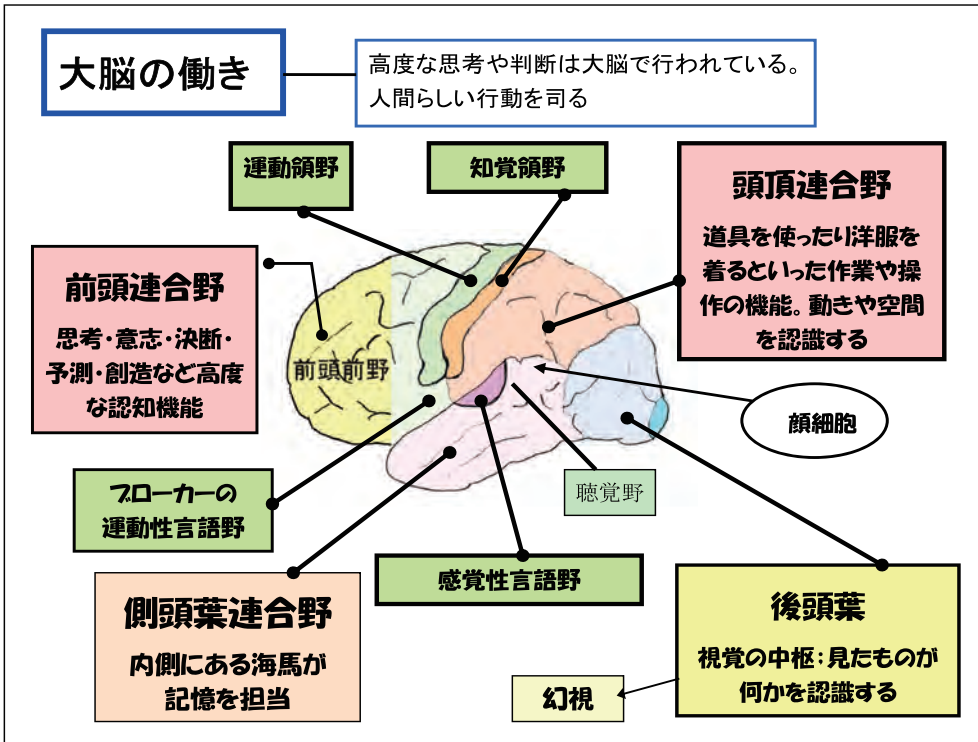 大脳の働き
高度な思考や判断は大脳で行われている。
人間らしい行動を司る
運動領野
知覚領野
頭頂連合野
道具を使ったり洋服を
着るといった作業や操
作の機能。動きや空間
を認識する
前頭連合野
思考・意志・決断・
予測・創造など高度
な認知機能
前頭前野
顔細胞
聴覚野
ブローカーの
運動性言語野
感覚性言語野
側頭葉連合野
内側にある海馬が
記憶を担当
後頭葉
視覚の中枢：見たものが
何かを認識する
幻視